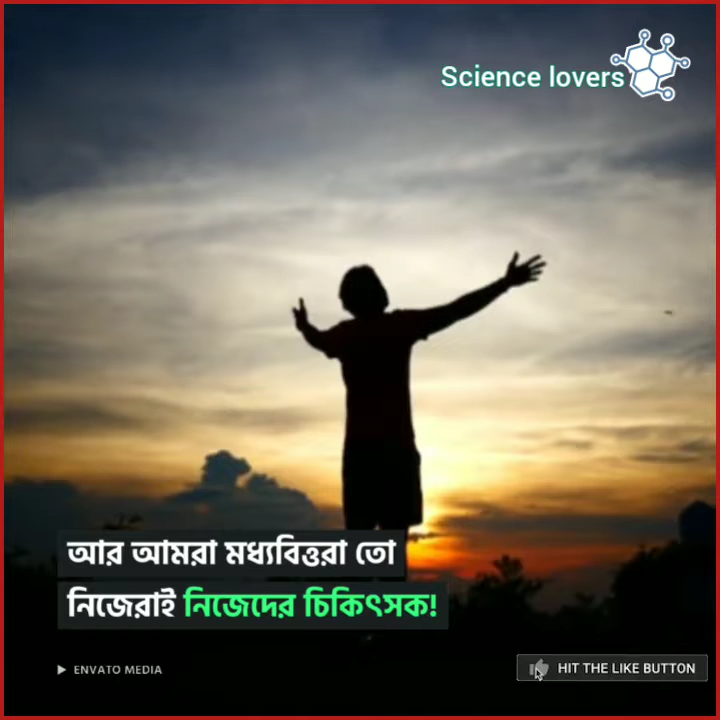 Science lovers
আর আমরা মধ্যবিত্তরা তো
নিজেরাই নিজেদের চিকিৎসক!
ENVATO MEDIA
HIT THE LIKE BUTTON